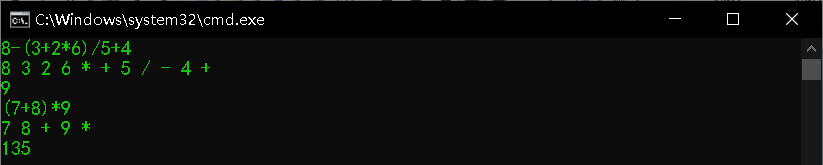 C:\Windows\system32\cmd.exe
8-(3+2*6)/5+4
8 3 2 6 * + 5 / - 4 +
9
(7+8)*9
7 8 + 9 *
135